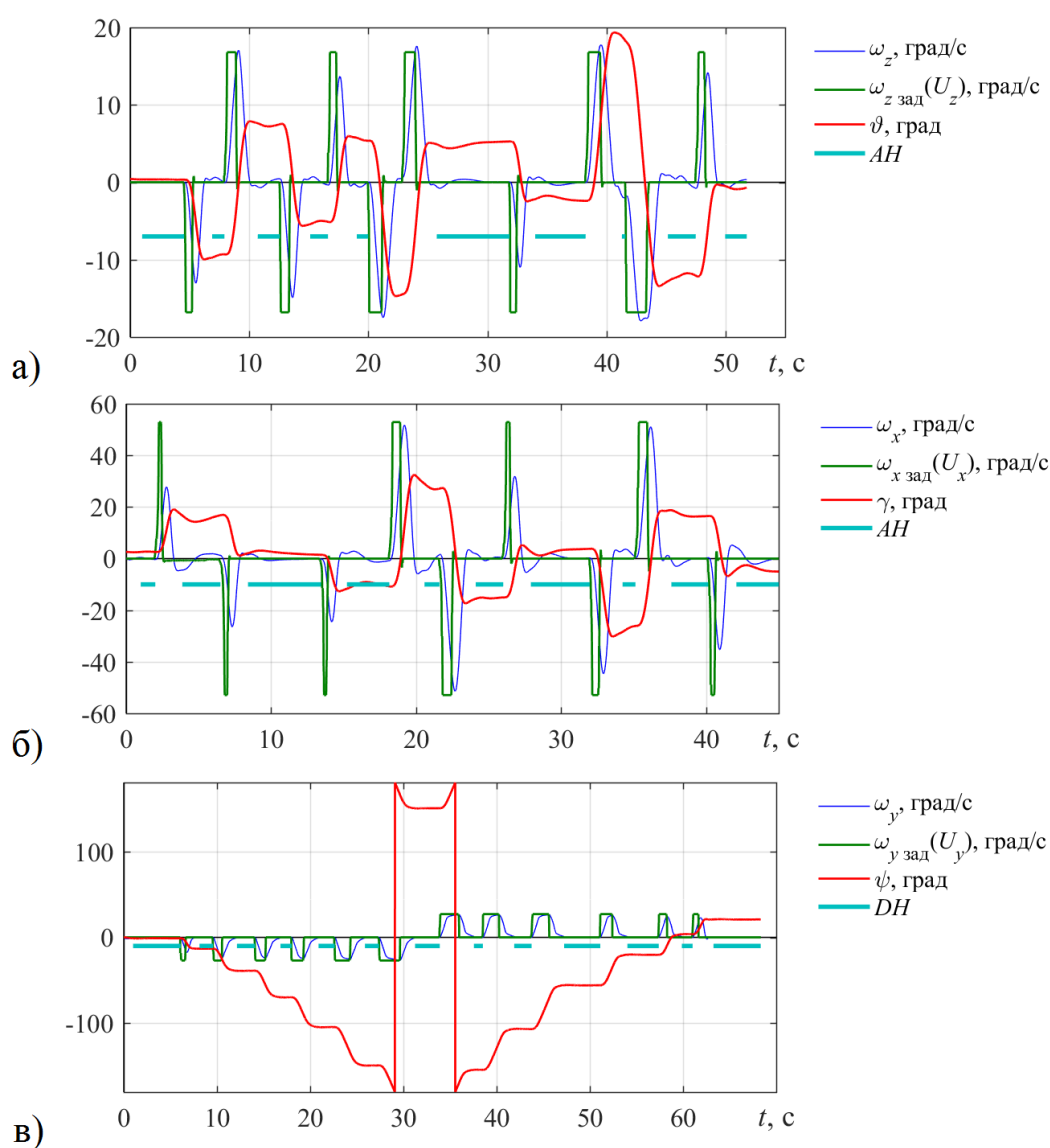 20
10
0
-10
-20
0
10
20
30
40
50
t, с
ω_z, град/с
ω_z зад(U_z), град/с
ϑ, град
AH
а)
60
40
20
0
-20
-40
-60
0
10
20
30
40
t, с
ω_x, град/с
ω_x зад(U_x), град/с
γ, град
AH
б)
100
0
-100
0
10
20
30
40
50
60
t, с
ω_y, град/с
ω_y зад(U_y), град/с
ψ, град
DH
в)